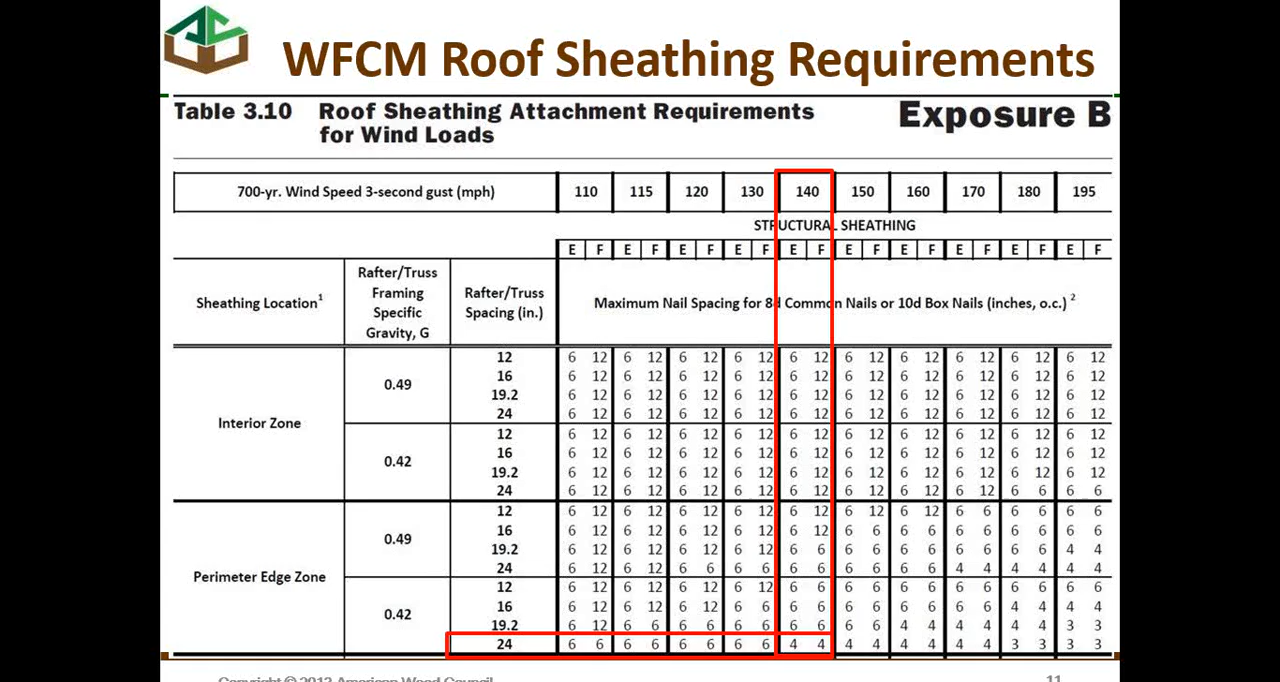 WFCM Roof Sheathing Requirements
Table 3.10 Roof Sheathing Attachment Requirements for Wind Loads
Exposure B
700-yr. Wind Speed 3-second gust (mph) 110 115 120 130 140 150 160 170 180 195
STRUCTURAL SHEATHING
E F E F E F E F E F E F E F E F E F E F
Sheathing Location1
Rafter/Truss Framing Specific Gravity, G
Rafter/Truss Spacing (in.)
Maximum Nail Spacing for 8d Common Nails or 10d Box Nails (inches, o.c.) 2
Interior Zone
0.49
12 6 12 6 12 6 12 6 12 6 12 6 12 6 12 6 12 6 12 6 12
16 6 12 6 12 6 12 6 12 6 12 6 12 6 12 6 12 6 12 6 12
19.2 6 12 6 12 6 12 6 12 6 12 6 12 6 12 6 12 6 12 6 12
24 6 12 6 12 6 12 6 12 6 12 6 12 6 12 6 12 6 12 6 12
0.42
12 6 12 6 12 6 12 6 12 6 12 6 12 6 12 6 12 6 12 6 12
16 6 12 6 12 6 12 6 12 6 12 6 12 6 12 6 12 6 12 6 12
19.2 6 12 6 12 6 12 6 12 6 12 6 12 6 12 6 12 6 12 6 12
24 6 12 6 12 6 12 6 12 6 12 6 12 6 12 6 12 6 6 6 6
Perimeter Edge Zone
0.49
12 6 12 6 12 6 12 6 12 6 12 6 12 6 12 6 6 6 6 6 6
16 6 12 6 12 6 12 6 12 6 12 6 6 6 6 6 6 6 6 6 6
19.2 6 12 6 12 6 12 6 12 6 6 6 6 6 6 6 6 6 6 4 4
24 6 12 6 12 6 6 6 6 6 6 6 6 6 6 4 4 4 4 4 4
0.42
12 6 12 6 12 6 12 6 12 6 6 6 6 6 6 6 6 6 6 6 6
16 6 12 6 12 6 12 6 6 6 6 6 6 6 6 6 6 4 4 4 4
19.2 6 12 6 6 6 6 6 6 6 6 6 6 4 4 4 4 4 4 3 3
24 6 6 6 6 6 6 6 6 4 4 4 4 4 4 4 4 3 3 3 3
Copyright © 2013 American Wood Council
11